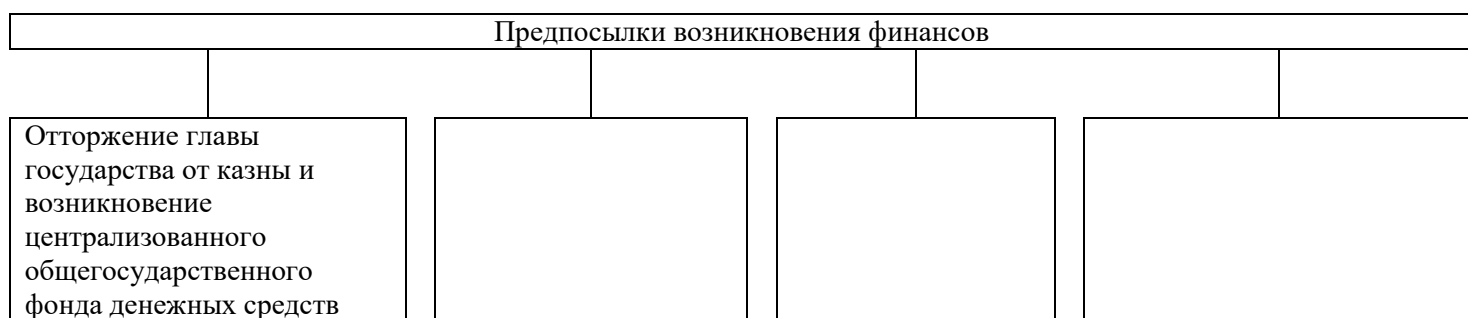 Предпосылки возникновения финансов
Отторжение главы
государства от казны и
возникновение
централизованного
общегосударственного
фонда денежных средств